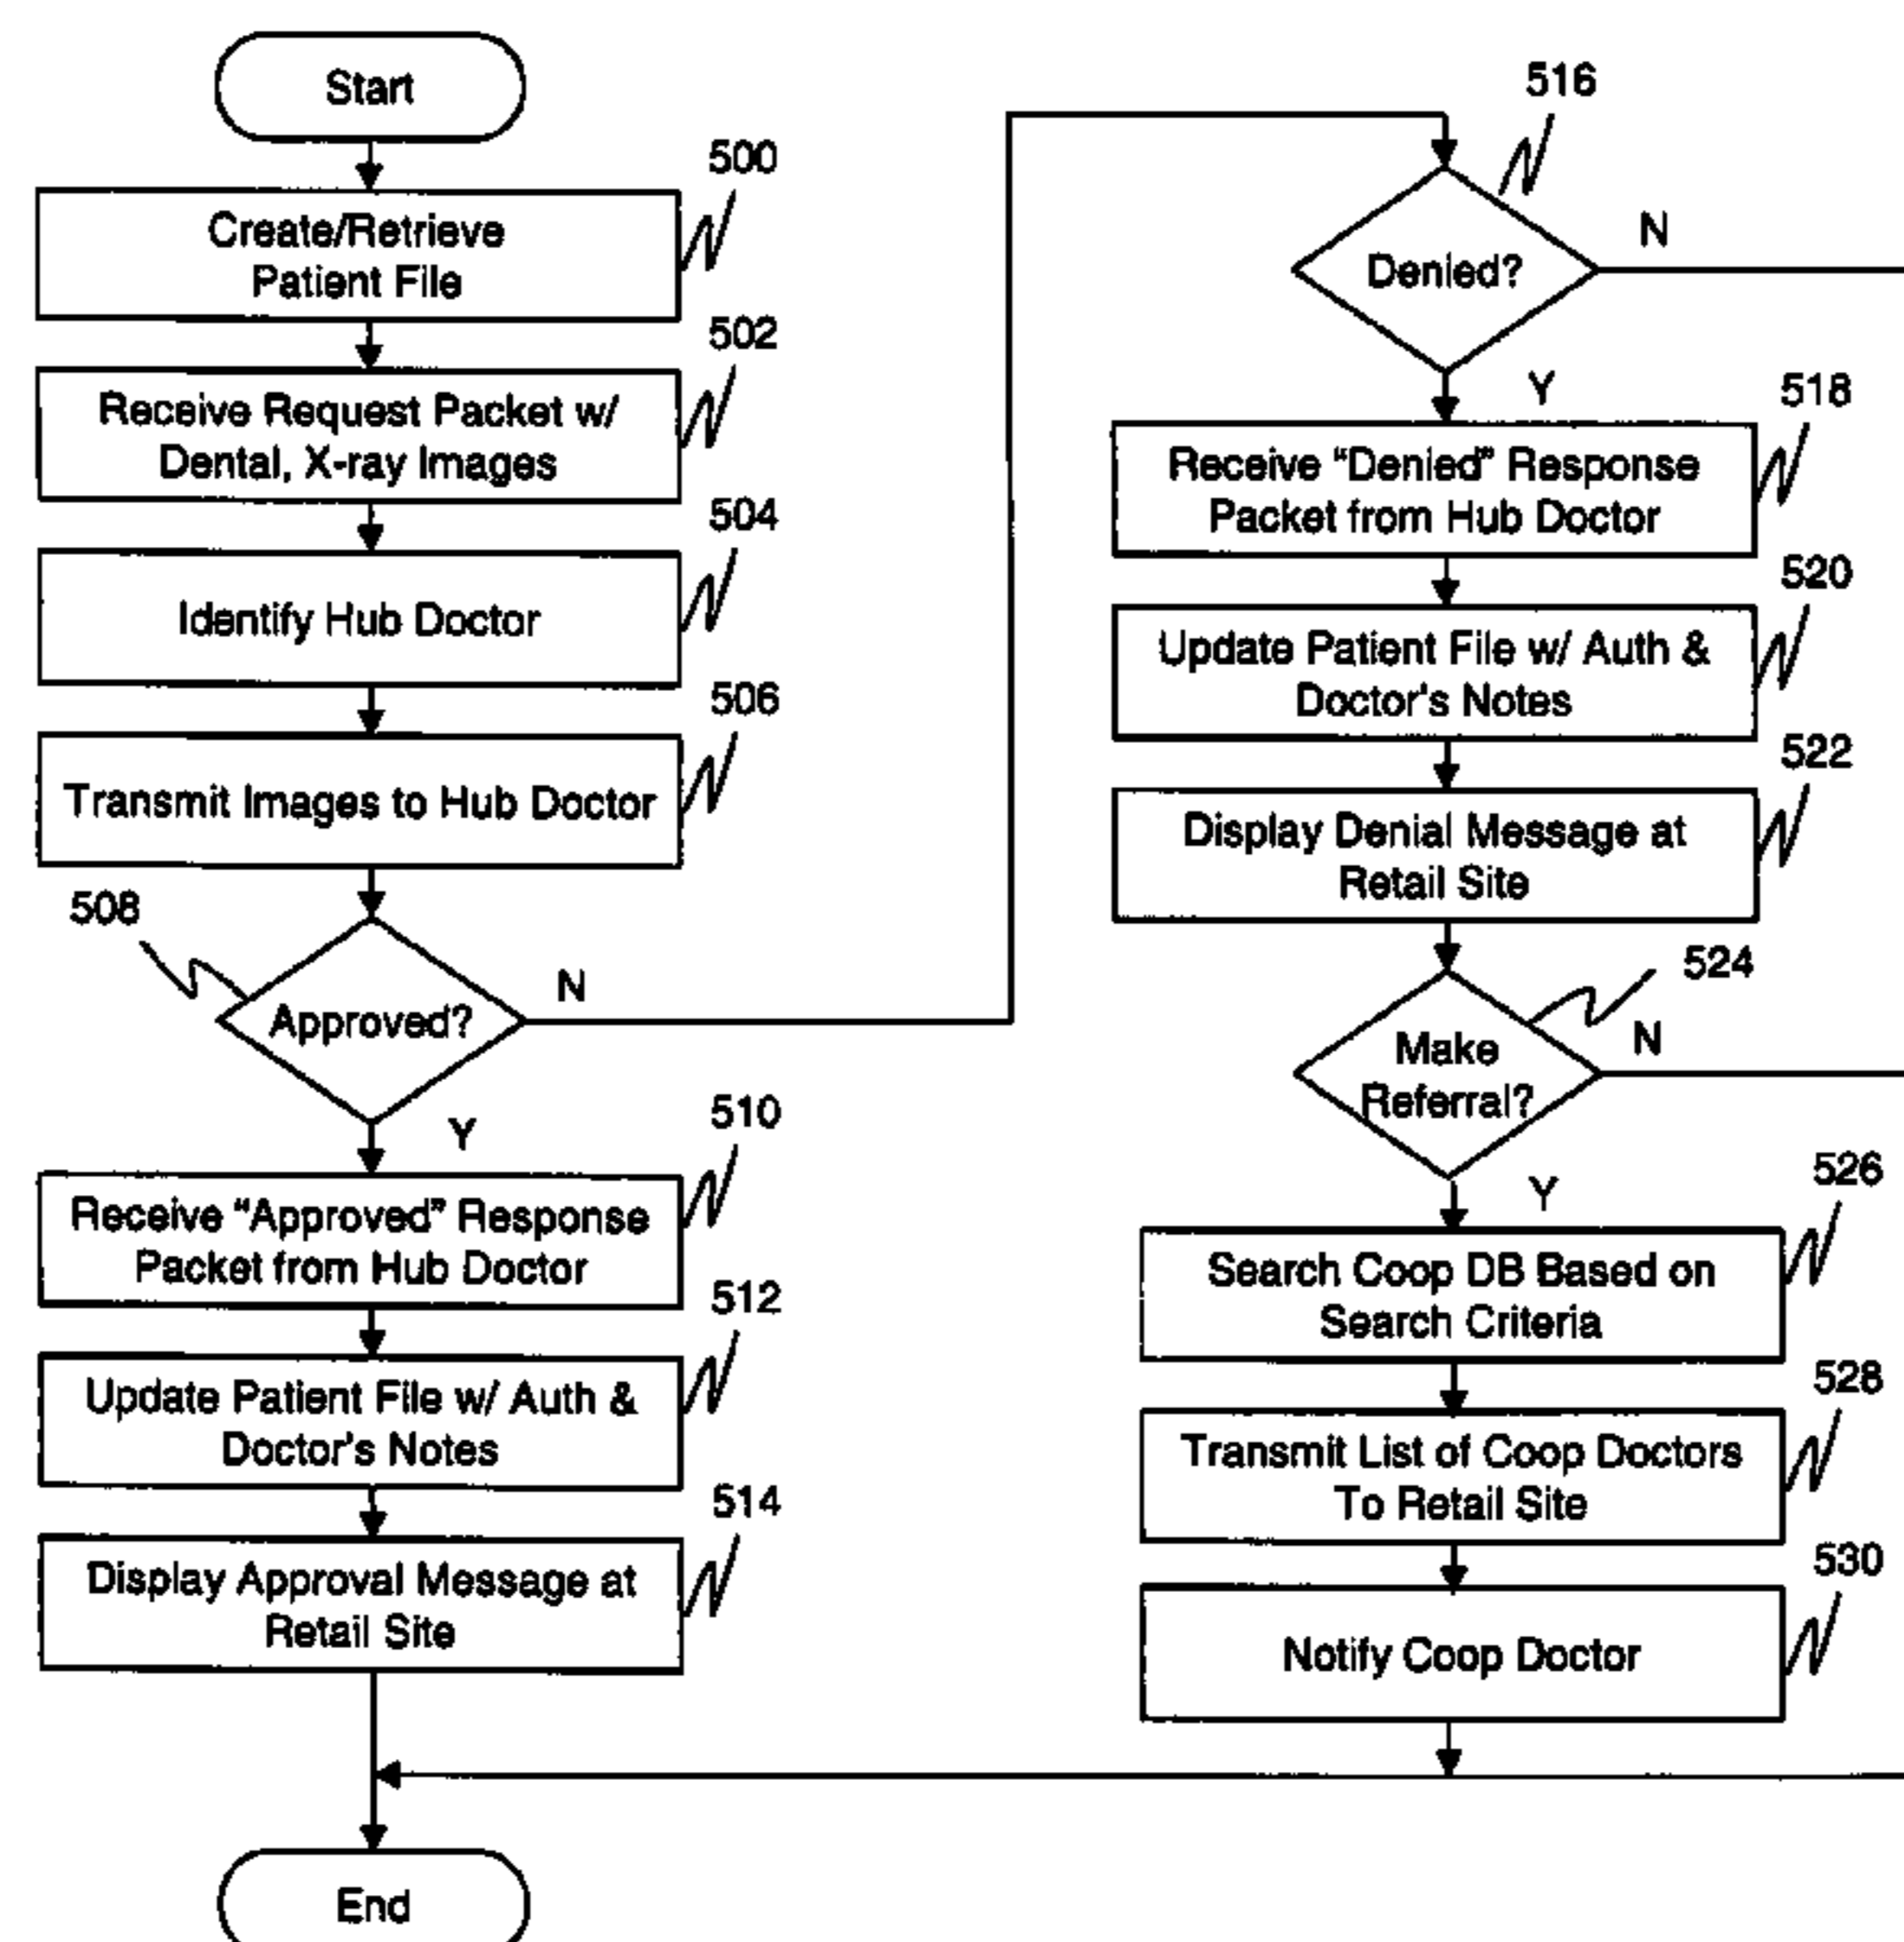 Start
500
Create/Retrieve
Patient File
502
Receive Request Packet w/
Dental, X-ray Images
504
Identify Hub Doctor
506
Transmit Images to Hub Doctor
508
Approved?
N
Y
510
Receive “Approved” Response
Packet from Hub Doctor
512
Update Patient File w/ Auth &
Doctor's Notes
514
Display Approval Message at
Retail Site
End
516
Denied?
N
Y
518
Receive “Denied” Response
Packet from Hub Doctor
520
Update Patient File w/ Auth &
Doctor's Notes
522
Display Denial Message at
Retail Site
524
Make
Referral?
N
Y
526
Search Coop DB Based on
Search Criteria
528
Transmit List of Coop Doctors
To Retail Site
530
Notify Coop Doctor